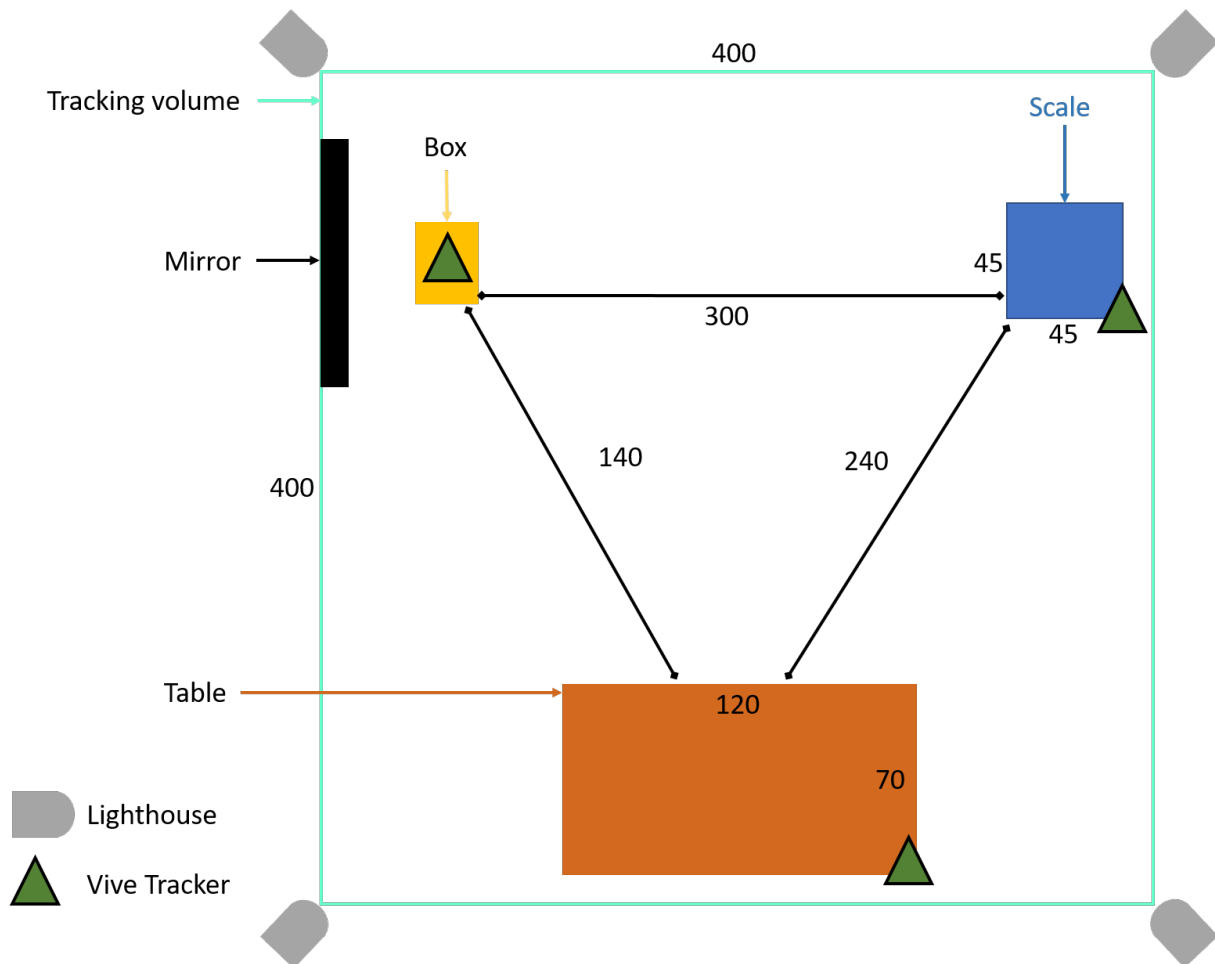 400
Tracking volume
Scale
Box
Mirror
45
300
45
140
240
400
Table
120
70
Lighthouse
Vive Tracker